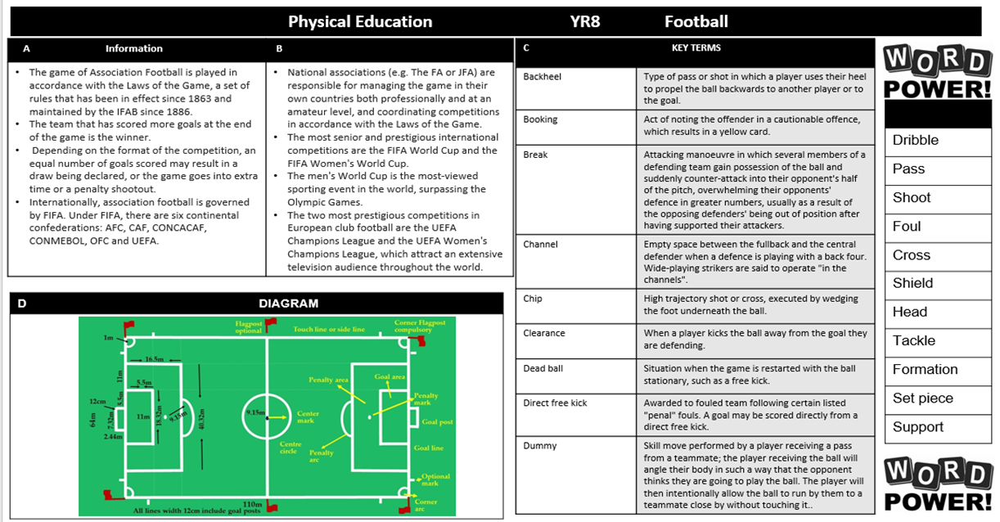 Physical Education YR8 Football
A Information
• The game of Association Football is played in
accordance with the Laws of the Game, a set of
rules that has been in effect since 1863 and
maintained by the IFAB since 1886.
• The team that has scored more goals at the end
of the game is the winner.
• Depending on the format of the competition, an
equal number of goals scored may result in a
draw being declared, or the game goes into extra
time or a penalty shootout.
• Internationally, association football is governed
by FIFA. Under FIFA, there are six continental
confederations: AFC, CAF, CONCACAF,
CONMEBOL, OFC and UEFA.
B
• National associations (e.g. The FA or JFA) are
responsible for managing the game in their
own countries both professionally and at an
amateur level, and coordinating competitions
in accordance with the Laws of the Game.
• The most senior and prestigious international
competitions are the FIFA World Cup and the
FIFA Women's World Cup.
• The men's World Cup is the most-viewed
sporting event in the world, surpassing the
Olympic Games.
• The two most prestigious competitions in
European club football are the UEFA
Champions League and the UEFA Women's
Champions League, which attract an extensive
television audience throughout the world.
C KEY TERMS
Backheel
Type of pass or shot in which a player uses their heel
to propel the ball backwards to another player or to
the goal.
Booking
Act of noting the offender in a cautionable offence,
which results in a yellow card.
Break
Attacking manoeuvre in which several members of a
defending team gain possession of the ball and
suddenly counter-attack into their opponent's half
of the pitch, overwhelming their opponents'
defence in greater numbers, usually as a result of
the opposing defenders' being out of position after
having supported their attackers.
Channel
Empty space between the fullback and the central
defender when a defence is playing with a back four.
Wide-playing strikers are said to operate "in the
channels".
Chip
High trajectory shot or cross, executed by wedging
the foot underneath the ball.
Clearance
When a player kicks the ball away from the goal they
are defending.
Dead ball
Situation when the game is restarted with the ball
stationary, such as a free kick.
Direct free kick
Awarded to fouled team following certain listed
"penal" fouls. A goal may be scored directly from a
direct free kick.
Dummy
Skill move performed by a player receiving a pass
from a teammate; the player receiving the ball will
angle their body in such a way that the opponent
thinks they are going to play the ball. The player will
then intentionally allow the ball to run by them to a
teammate close by without touching it..
WORD
POWER!
Dribble
Pass
Shoot
Foul
Cross
Shield
Head
Tackle
Formation
Set piece
Support
WORD
POWER!
D DIAGRAM
Flagpost
optional
Touch line or side line
Corner Flagpost
compulsory
1m
16.5m
11m
5.5m
5.5m
12cm
64m
7.32m
2.44m
11m
18.32m
9.15m
40.32m
9.15m
Center
mark
Centre
circle
Penalty area
Goal area
Penalty
mark
Goal post
Goal line
Penalty
arc
Optional
mark
Corner
arc
110m
All lines width 12cm include goal posts